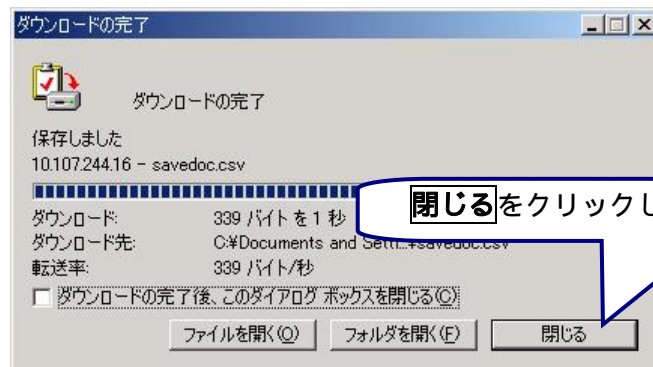 ダウンロードの完了
ダウンロードの完了
保存しました
10.107.244.16 - savedoc.csv
閉じるをクリックし
ダウンロード: 339 バイト を 1 秒
ダウンロード先: C:¥Documents and Setti...¥savedoc.csv
転送率: 339 バイト/秒
ダウンロードの完了後、このダイアログ ボックスを閉じる(C)
ファイルを開く(O) フォルダを開く(F) 閉じる